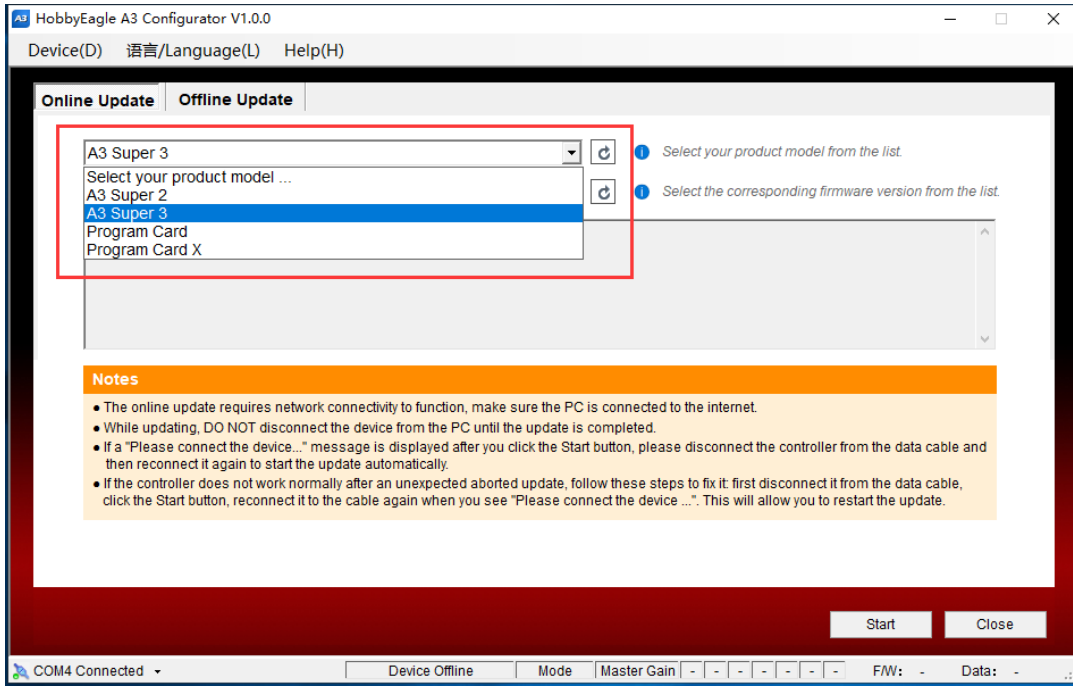 A3 HobbyEagle A3 Configurator V1.0.0
Device(D) 语言/Language(L) Help(H)
Online Update Offline Update
A3 Super 3 Select your product model from the list.
Select your product model ...
A3 Super 2 Select the corresponding firmware version from the list.
A3 Super 3
Program Card
Program Card X
Notes
● The online update requires network connectivity to function, make sure the PC is connected to the internet.
● While updating, DO NOT disconnect the device from the PC until the update is completed.
● If a "Please connect the device..." message is displayed after you click the Start button, please disconnect the controller from the data cable and
then reconnect it again to start the update automatically.
● If the controller does not work normally after an unexpected aborted update, follow these steps to fix it: first disconnect it from the data cable,
click the Start button, reconnect it to the cable again when you see "Please connect the device ...". This will allow you to restart the update.
Start Close
COM4 Connected Device Offline Mode Master Gain - - - - - - - F/W: - Data: -